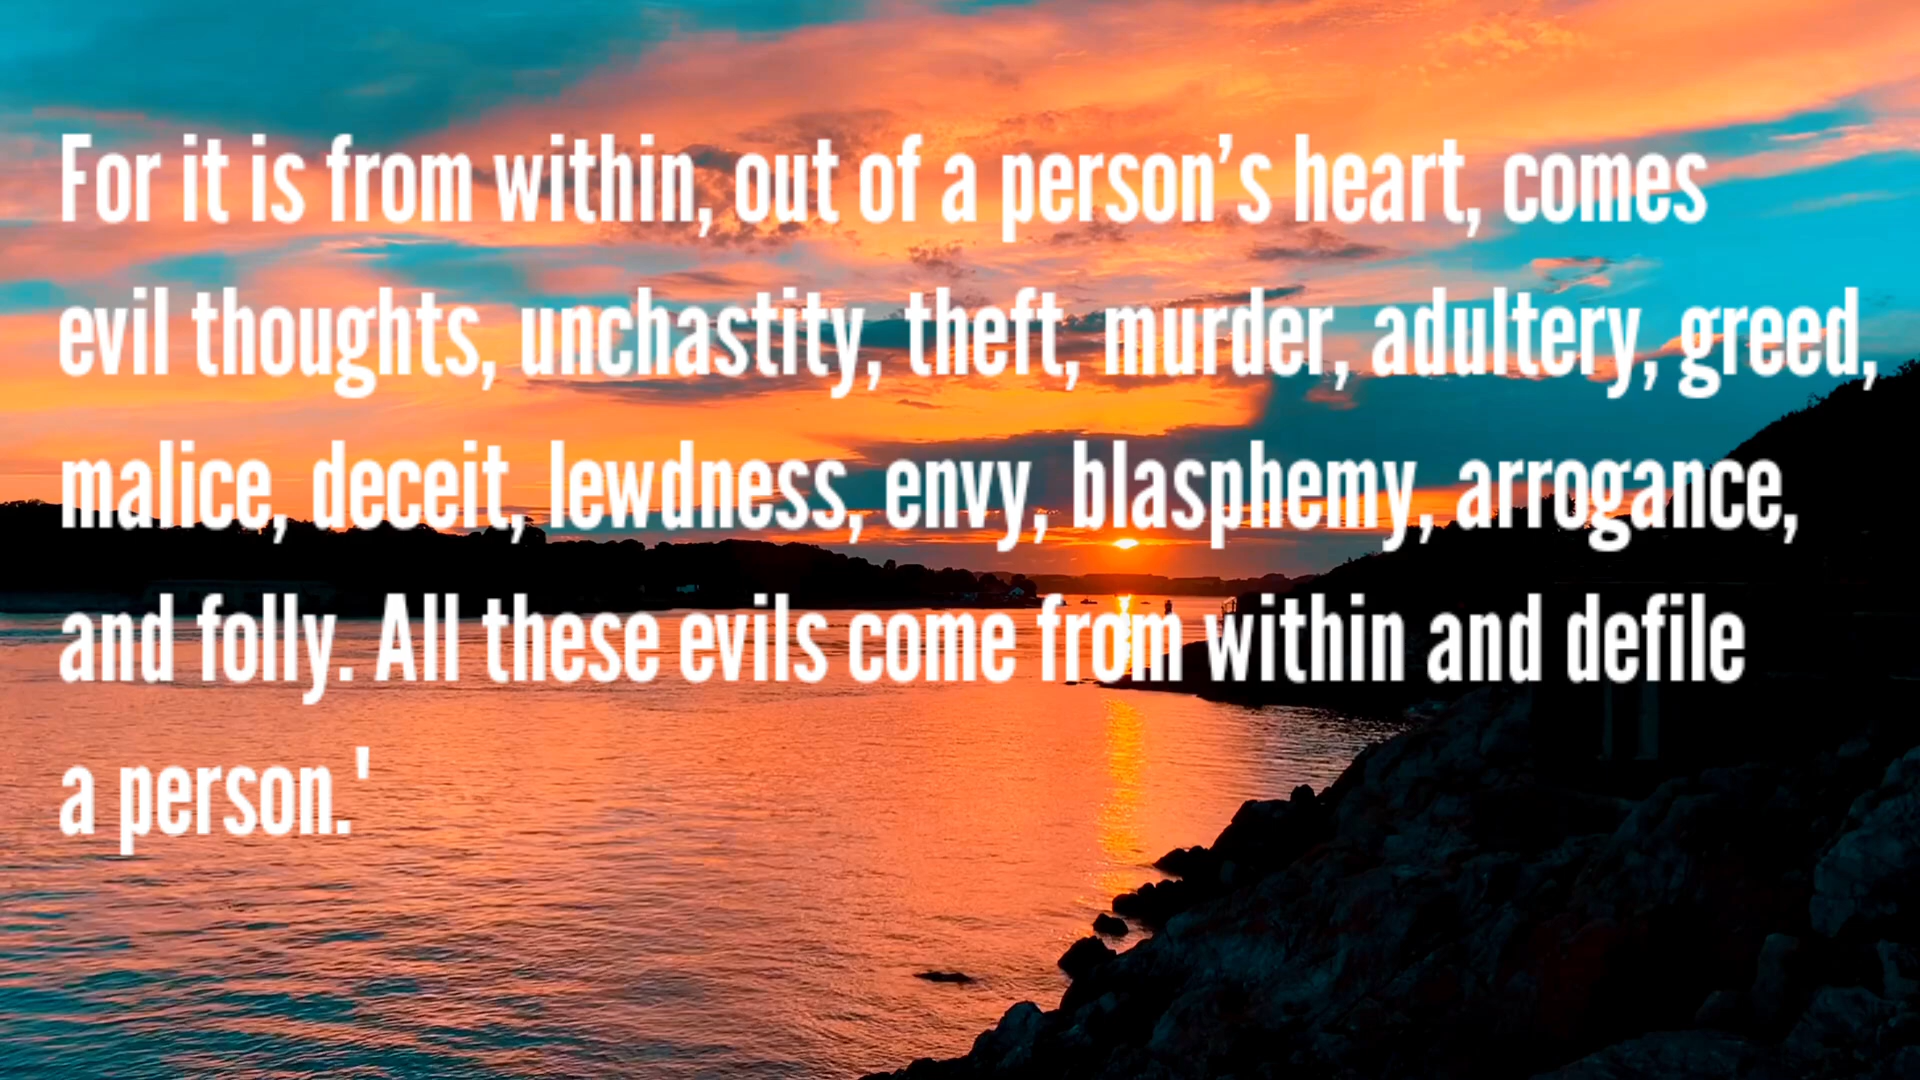 For it is from within, out of a person’s heart, comes
evil thoughts, unchastity, theft, murder, adultery, greed,
malice, deceit, lewdness, envy, blasphemy, arrogance,
and folly. All these evils come from within and defile
a person.'